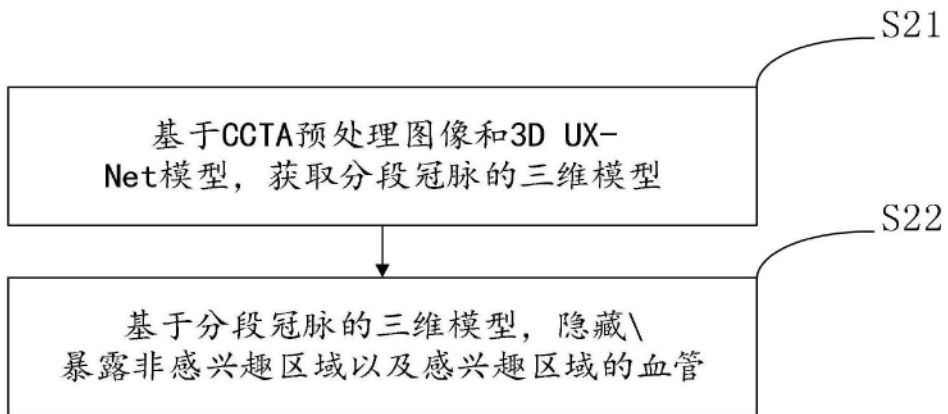 S21
基于CCTA预处理图像和3D UX-
Net模型，获取分段冠脉的三维模型
S22
基于分段冠脉的三维模型，隐藏\
暴露非感兴趣区域以及感兴趣区域的血管